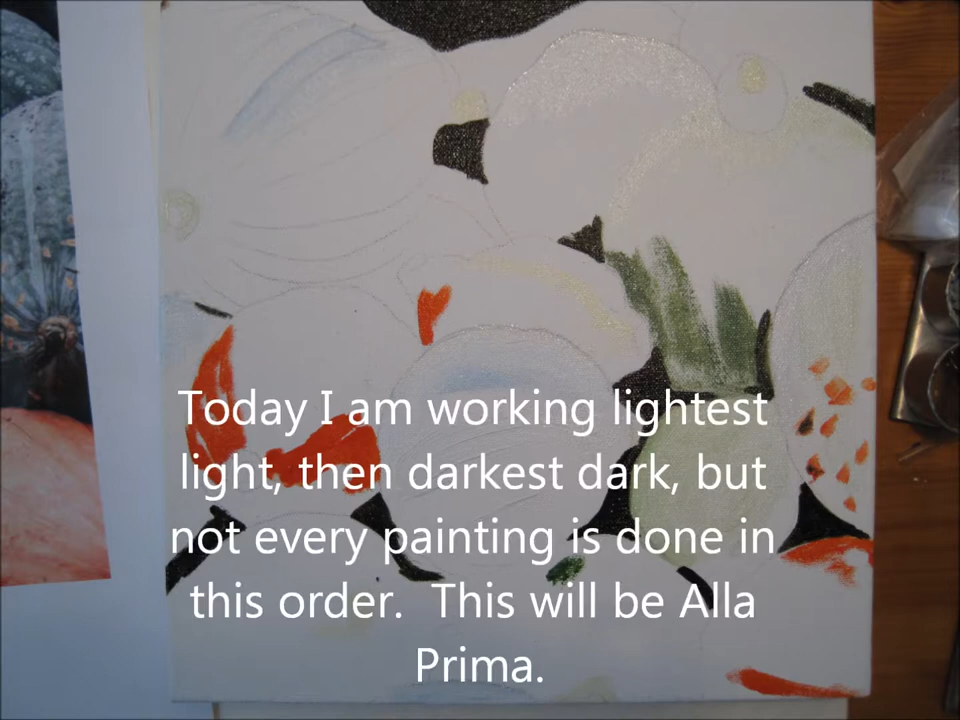 Today I am working lightest
light, then darkest dark, but
not every painting is done in
this order.  This will be Alla
Prima.